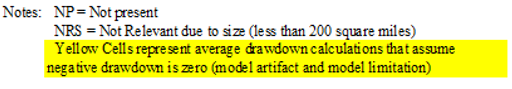 Notes: NP = Not present
NRS = Not Relevant due to size (less than 200 square miles)
Yellow Cells represent average drawdown calculations that assume
negative drawdown is zero (model artifact and model limitation)